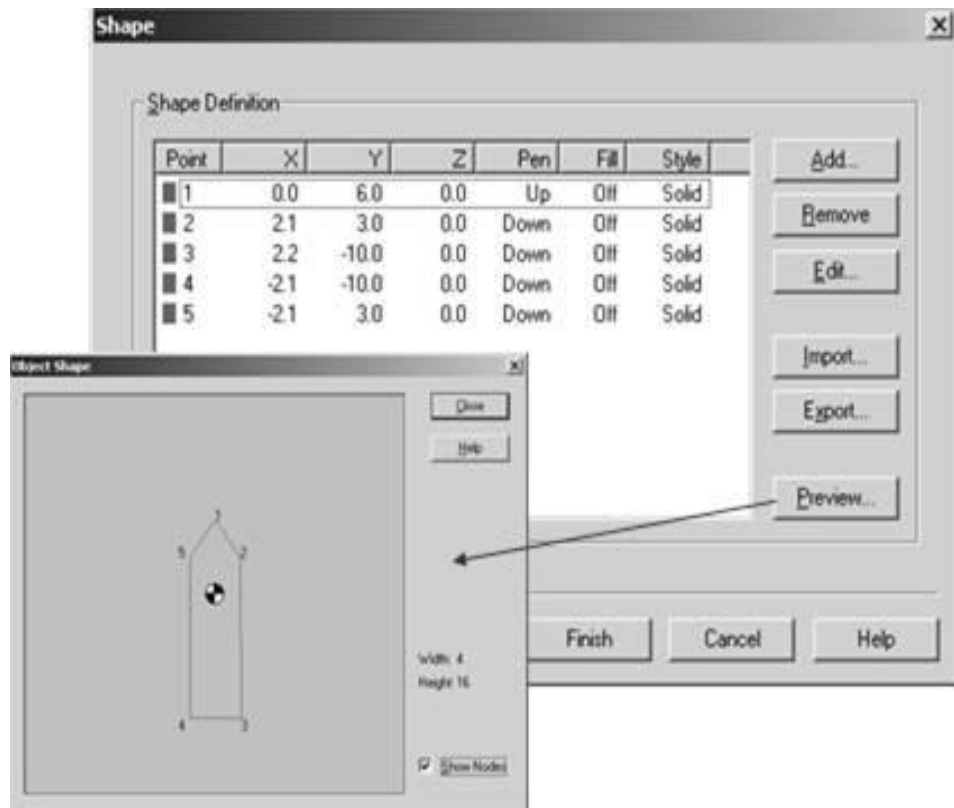 Shape
Shape Definition
Point X Y Z Pen Fill Style
1 0.0 6.0 0.0 Up Off Solid
2 2.1 3.0 0.0 Down Off Solid
3 2.2 -10.0 0.0 Down Off Solid
4 -2.1 -10.0 0.0 Down Off Solid
5 -2.1 3.0 0.0 Down Off Solid
Add...
Remove
Edit...
Import...
Export...
Preview...
Finish Cancel Help
Object Shape
Close
Help
1
5 2
4 3
Width: 4
Height: 16
Show Nodes